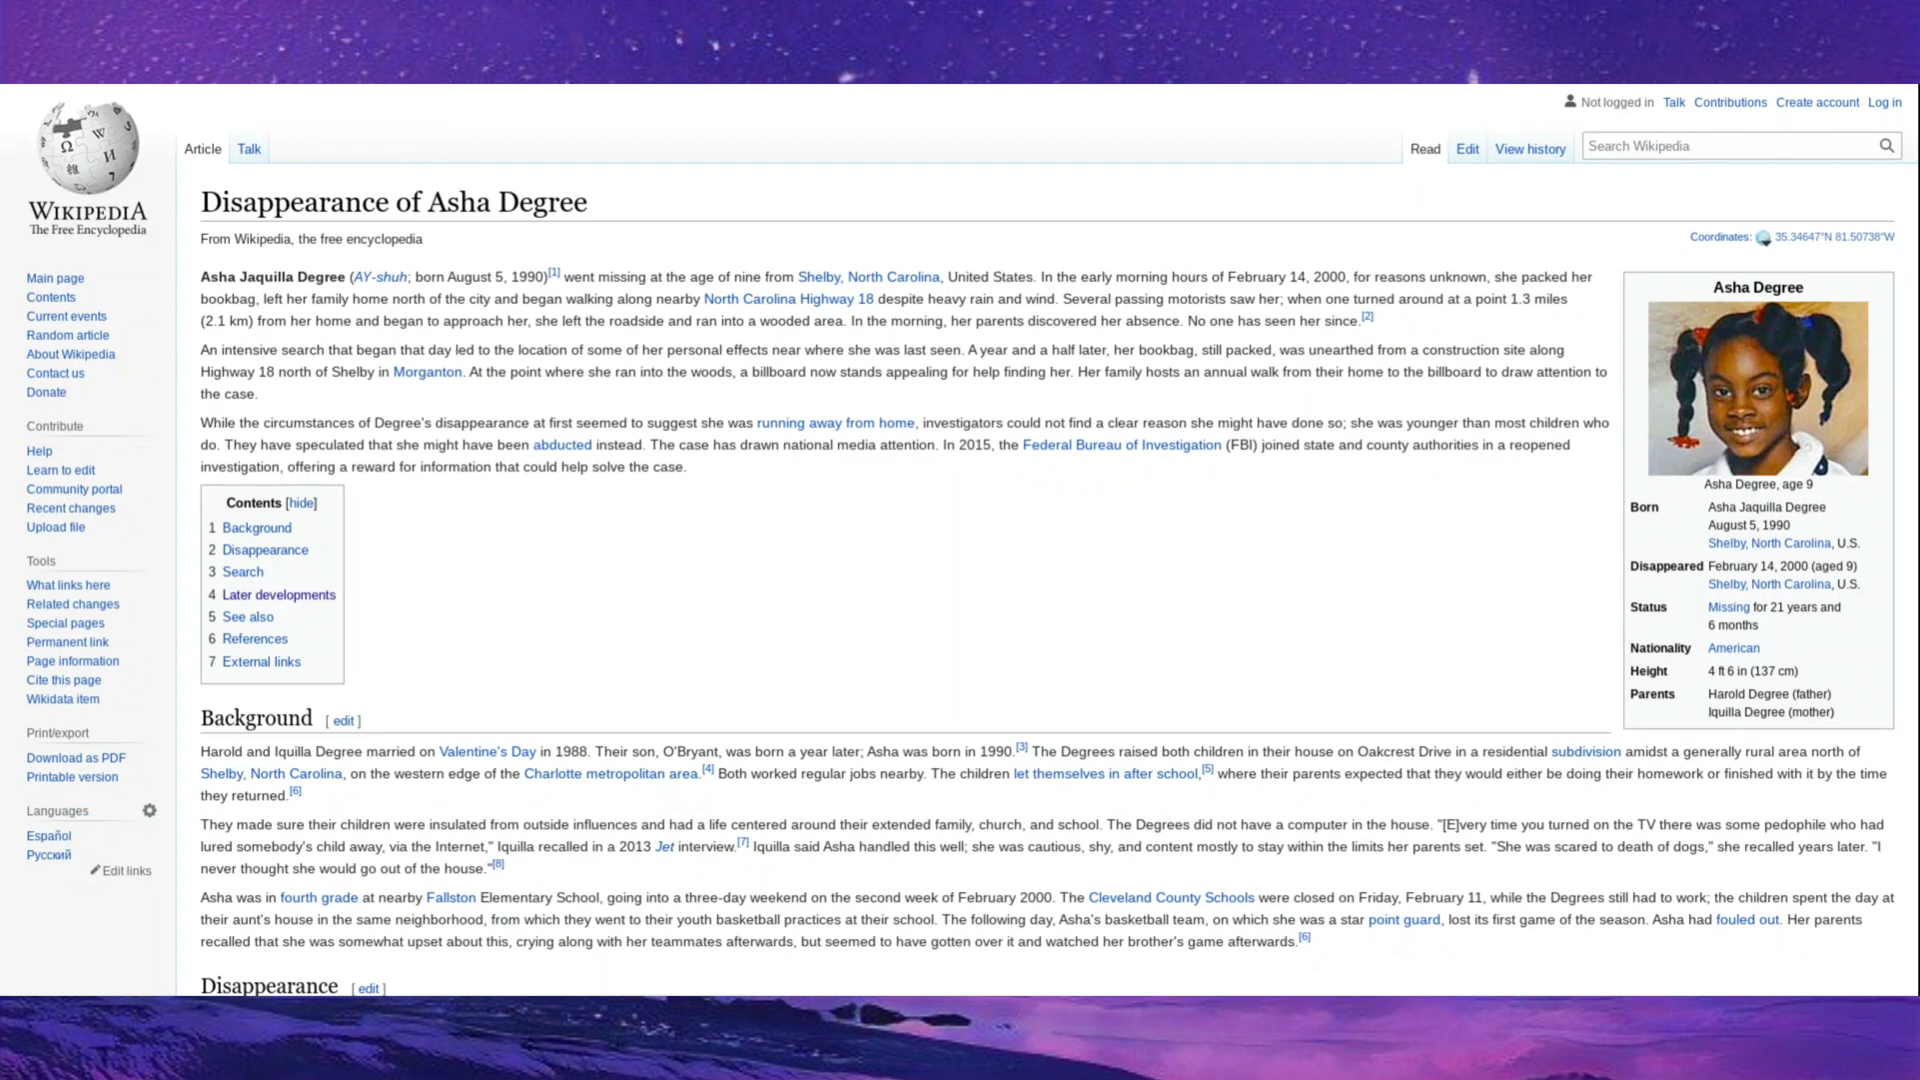 Not logged in Talk Contributions Create account Log in
Article Talk Read Edit View history Search Wikipedia
WIKIPEDIA
The Free Encyclopedia
Main page
Contents
Current events
Random article
About Wikipedia
Contact us
Donate
Contribute
Help
Learn to edit
Community portal
Recent changes
Upload file
Tools
What links here
Related changes
Special pages
Permanent link
Page information
Cite this page
Wikidata item
Print/export
Download as PDF
Printable version
Languages
Español
Русский
Edit links
Disappearance of Asha Degree
From Wikipedia, the free encyclopedia
Coordinates: 35.34647°N 81.50738°W
Asha Jaquilla Degree (AY-shuh; born August 5, 1990)[1] went missing at the age of nine from Shelby, North Carolina, United States. In the early morning hours of February 14, 2000, for reasons unknown, she packed her
bookbag, left her family home north of the city and began walking along nearby North Carolina Highway 18 despite heavy rain and wind. Several passing motorists saw her; when one turned around at a point 1.3 miles
(2.1 km) from her home and began to approach her, she left the roadside and ran into a wooded area. In the morning, her parents discovered her absence. No one has seen her since.[2]
An intensive search that began that day led to the location of some of her personal effects near where she was last seen. A year and a half later, her bookbag, still packed, was unearthed from a construction site along
Highway 18 north of Shelby in Morganton. At the point where she ran into the woods, a billboard now stands appealing for help finding her. Her family hosts an annual walk from their home to the billboard to draw attention to
the case.
While the circumstances of Degree's disappearance at first seemed to suggest she was running away from home, investigators could not find a clear reason she might have done so; she was younger than most children who
do. They have speculated that she might have been abducted instead. The case has drawn national media attention. In 2015, the Federal Bureau of Investigation (FBI) joined state and county authorities in a reopened
investigation, offering a reward for information that could help solve the case.
Asha Degree
Asha Degree, age 9
Born Asha Jaquilla Degree
August 5, 1990
Shelby, North Carolina, U.S.
Disappeared February 14, 2000 (aged 9)
Shelby, North Carolina, U.S.
Status Missing for 21 years and
6 months
Nationality American
Height 4 ft 6 in (137 cm)
Parents Harold Degree (father)
Iquilla Degree (mother)
Contents [hide]
1 Background
2 Disappearance
3 Search
4 Later developments
5 See also
6 References
7 External links
Background [ edit ]
Harold and Iquilla Degree married on Valentine's Day in 1988. Their son, O'Bryant, was born a year later; Asha was born in 1990.[3] The Degrees raised both children in their house on Oakcrest Drive in a residential subdivision amidst a generally rural area north of
Shelby, North Carolina, on the western edge of the Charlotte metropolitan area.[4] Both worked regular jobs nearby. The children let themselves in after school,[5] where their parents expected that they would either be doing their homework or finished with it by the time
they returned.[6]
They made sure their children were insulated from outside influences and had a life centered around their extended family, church, and school. The Degrees did not have a computer in the house. "[E]very time you turned on the TV there was some pedophile who had
lured somebody's child away, via the Internet," Iquilla recalled in a 2013 Jet interview.[7] Iquilla said Asha handled this well; she was cautious, shy, and content mostly to stay within the limits her parents set. "She was scared to death of dogs," she recalled years later. "I
never thought she would go out of the house."[8]
Asha was in fourth grade at nearby Fallston Elementary School, going into a three-day weekend on the second week of February 2000. The Cleveland County Schools were closed on Friday, February 11, while the Degrees still had to work; the children spent the day at
their aunt's house in the same neighborhood, from which they went to their youth basketball practices at their school. The following day, Asha's basketball team, on which she was a star point guard, lost its first game of the season. Asha had fouled out. Her parents
recalled that she was somewhat upset about this, crying along with her teammates afterwards, but seemed to have gotten over it and watched her brother's game afterwards.[6]
Disappearance [ edit ]